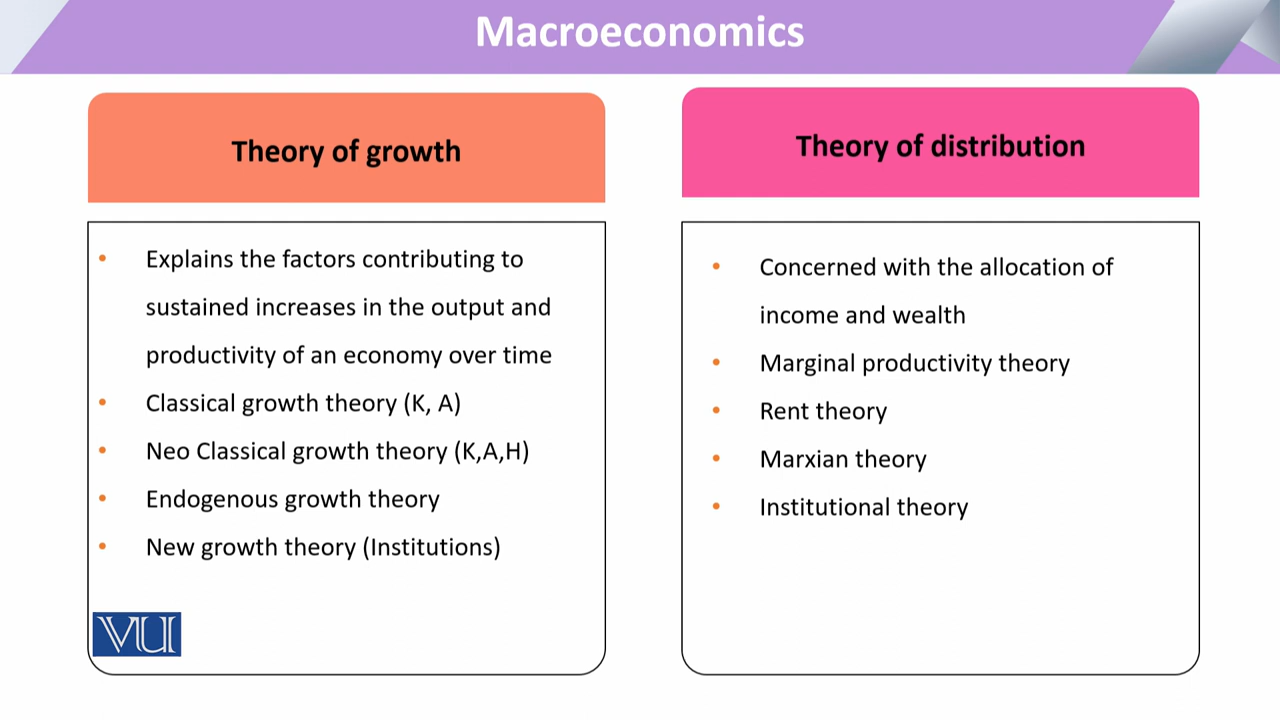 Macroeconomics
Theory of growth
• Explains the factors contributing to
sustained increases in the output and
productivity of an economy over time
• Classical growth theory (K, A)
• Neo Classical growth theory (K,A,H)
• Endogenous growth theory
• New growth theory (Institutions)
VU
Theory of distribution
• Concerned with the allocation of
income and wealth
• Marginal productivity theory
• Rent theory
• Marxian theory
• Institutional theory